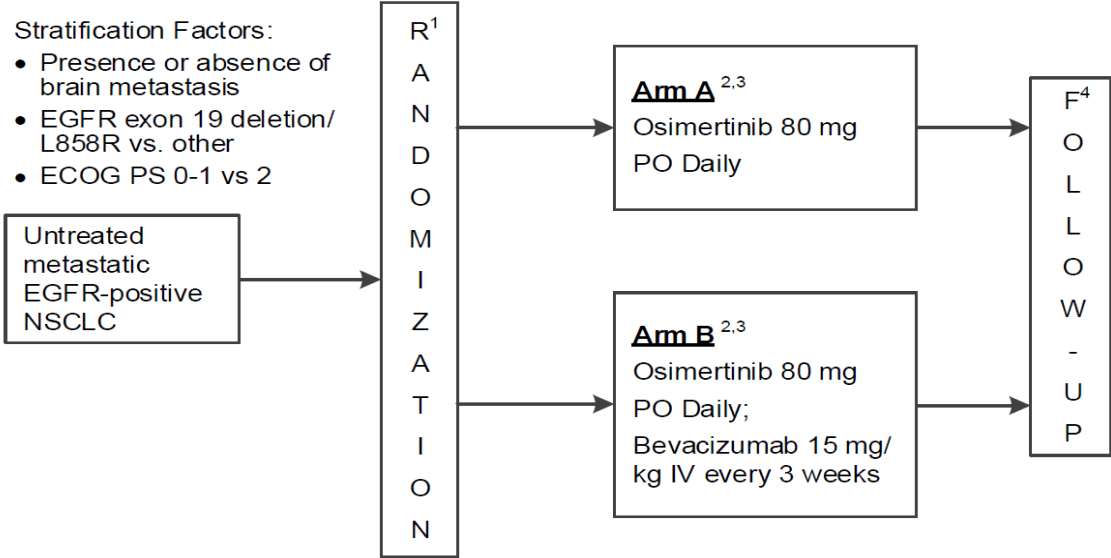 Stratification Factors:
• Presence or absence of
brain metastasis
• EGFR exon 19 deletion/
L858R vs. other
• ECOG PS 0-1 vs 2
Untreated
metastatic
EGFR-positive
NSCLC
R¹
A
N
D
O
M
I
Z
A
T
I
O
N
Arm A 2,3
Osimertinib 80 mg
PO Daily
Arm B 2,3
Osimertinib 80 mg
PO Daily;
Bevacizumab 15 mg/
kg IV every 3 weeks
F⁴
O
L
L
O
W
-
U
P